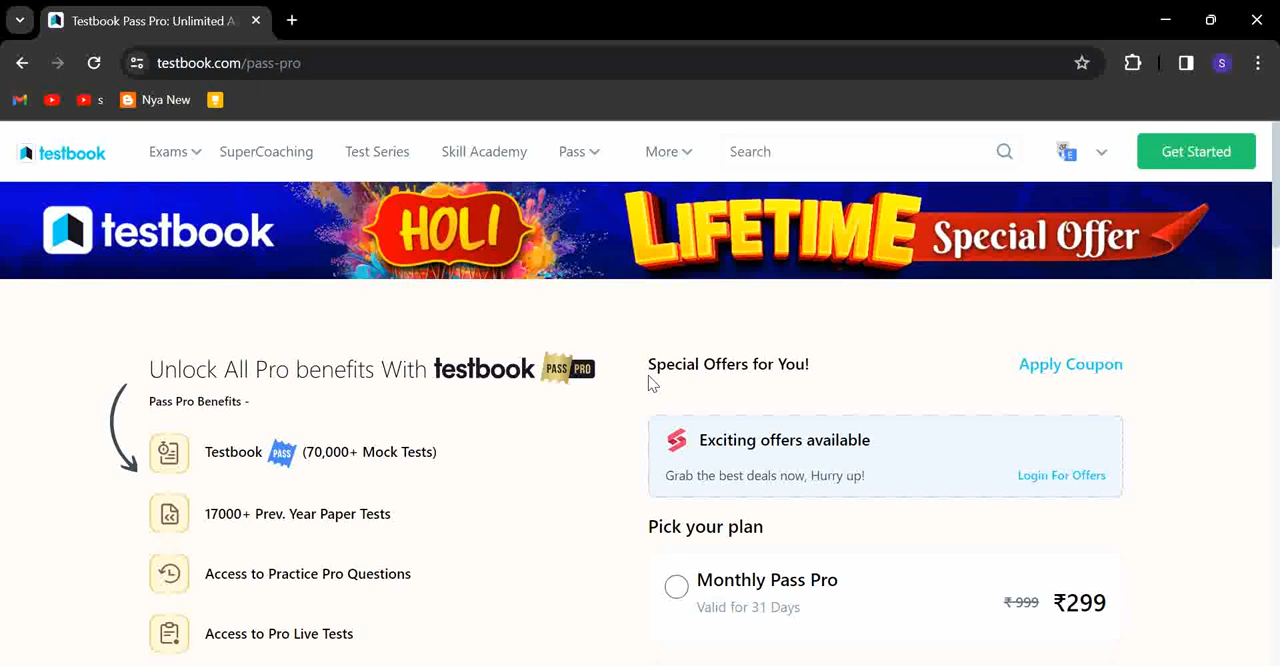 Testbook Pass Pro: Unlimited A
testbook.com/pass-pro
S
s
Nya New
testbook
Exams
SuperCoaching
Test Series
Skill Academy
Pass
More
Search
Get Started
testbook
HOLI
LIFETIME
Special Offer
Unlock All Pro benefits With testbook PASS PRO
Pass Pro Benefits -
Testbook PASS (70,000+ Mock Tests)
17000+ Prev. Year Paper Tests
Access to Practice Pro Questions
Access to Pro Live Tests
Special Offers for You!
Apply Coupon
Exciting offers available
Grab the best deals now, Hurry up!
Login For Offers
Pick your plan
Monthly Pass Pro
Valid for 31 Days
₹ 999 ₹299